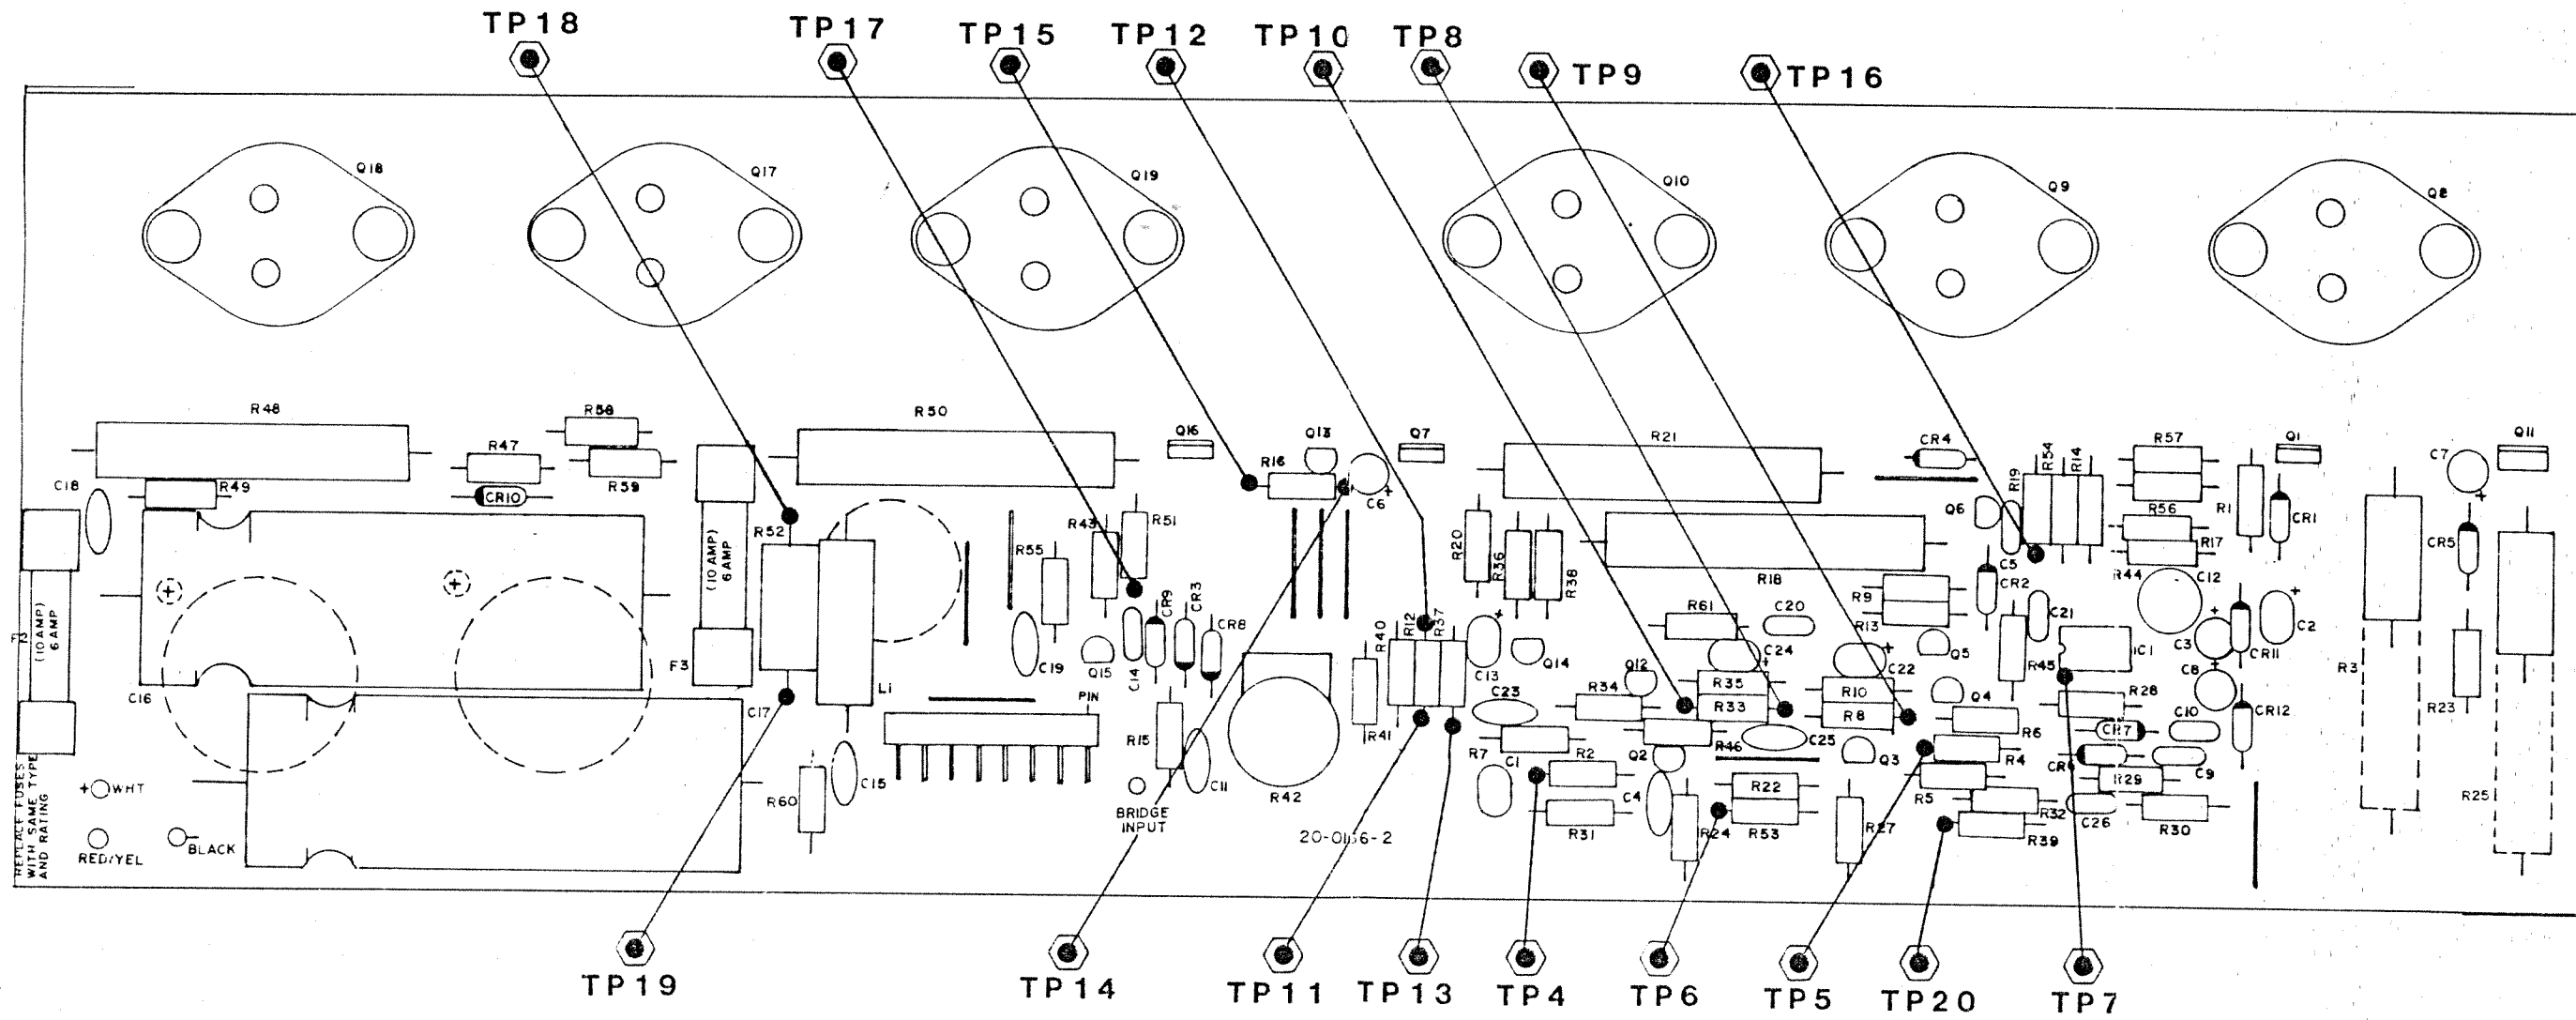 TP18 TP17 TP15 TP12 TP10 TP8
TP9 TP16
Q18 Q17 Q19 Q10 Q9 Q8
R48 R58 R50 Q16 Q13 Q7 R21 CR4 R57 Q1 Q11
R47 R59 R16 C6 + R19 R54 R14 C7 +
C18 R49 CR10 R52 R43 R51 R20 R36 R38 R18 Q6 C5 CR2 R56 R17 R44 C12 R1 CR1 CR5
(10 AMP)
6 AMP
R55 CR9 CR3 CR8 R40 R12 R37 + R61 C20 R9 R13 C21 + C2
+ +
F3
(10 AMP)
6 AMP
C19 Q15 C14 C13 Q14 C24 + C22 + Q5 R45 IC1 C3 CR11 C8 + R3
C16 C17 L1 PIN R41 C23 R34 Q12 R35 R33 R10 R8 Q4 R28 R23
R15 R7 C1 R2 Q2 R46 C25 Q3 R6 R4 CR7 C10 CR12
+ WHT R60 C15 C11 R42 C4 R22 R5 R29 C9 R25
BRIDGE
INPUT
RED/YEL - BLACK
20-0166-2
R31 R24 R53 R27 R32 R39 C26 R30
REPLACE FUSES
WITH SAME TYPE
AND RATING
TP19 TP14 TP11 TP13 TP4 TP6 TP5 TP20 TP7